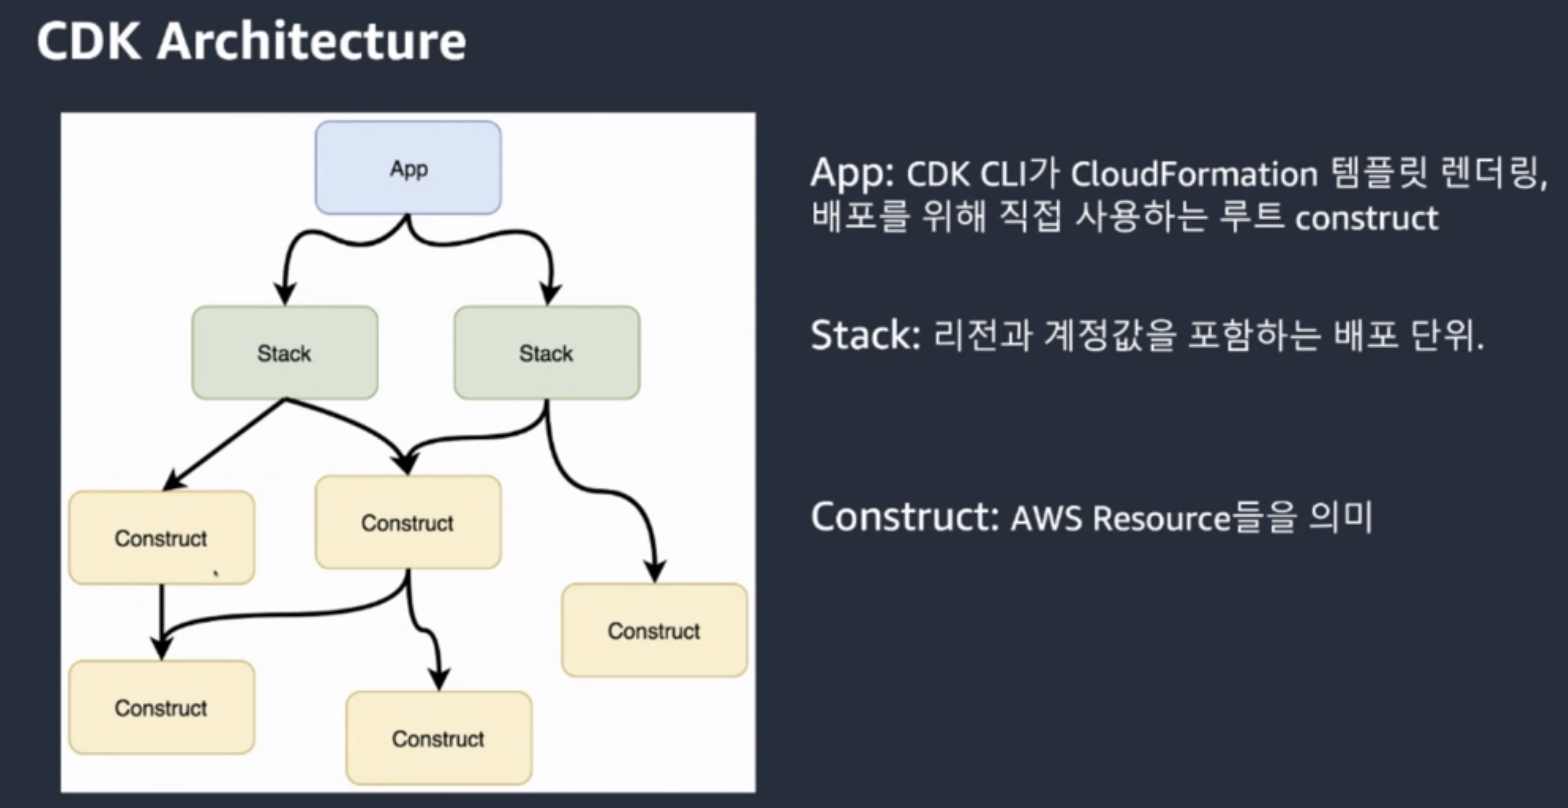 CDK Architecture
App
Stack
Stack
Construct
Construct
Construct
Construct
Construct
App: CDK CLI가 CloudFormation 템플릿 렌더링,
배포를 위해 직접 사용하는 루트 construct
Stack: 리전과 계정값을 포함하는 배포 단위.
Construct: AWS Resource들을 의미